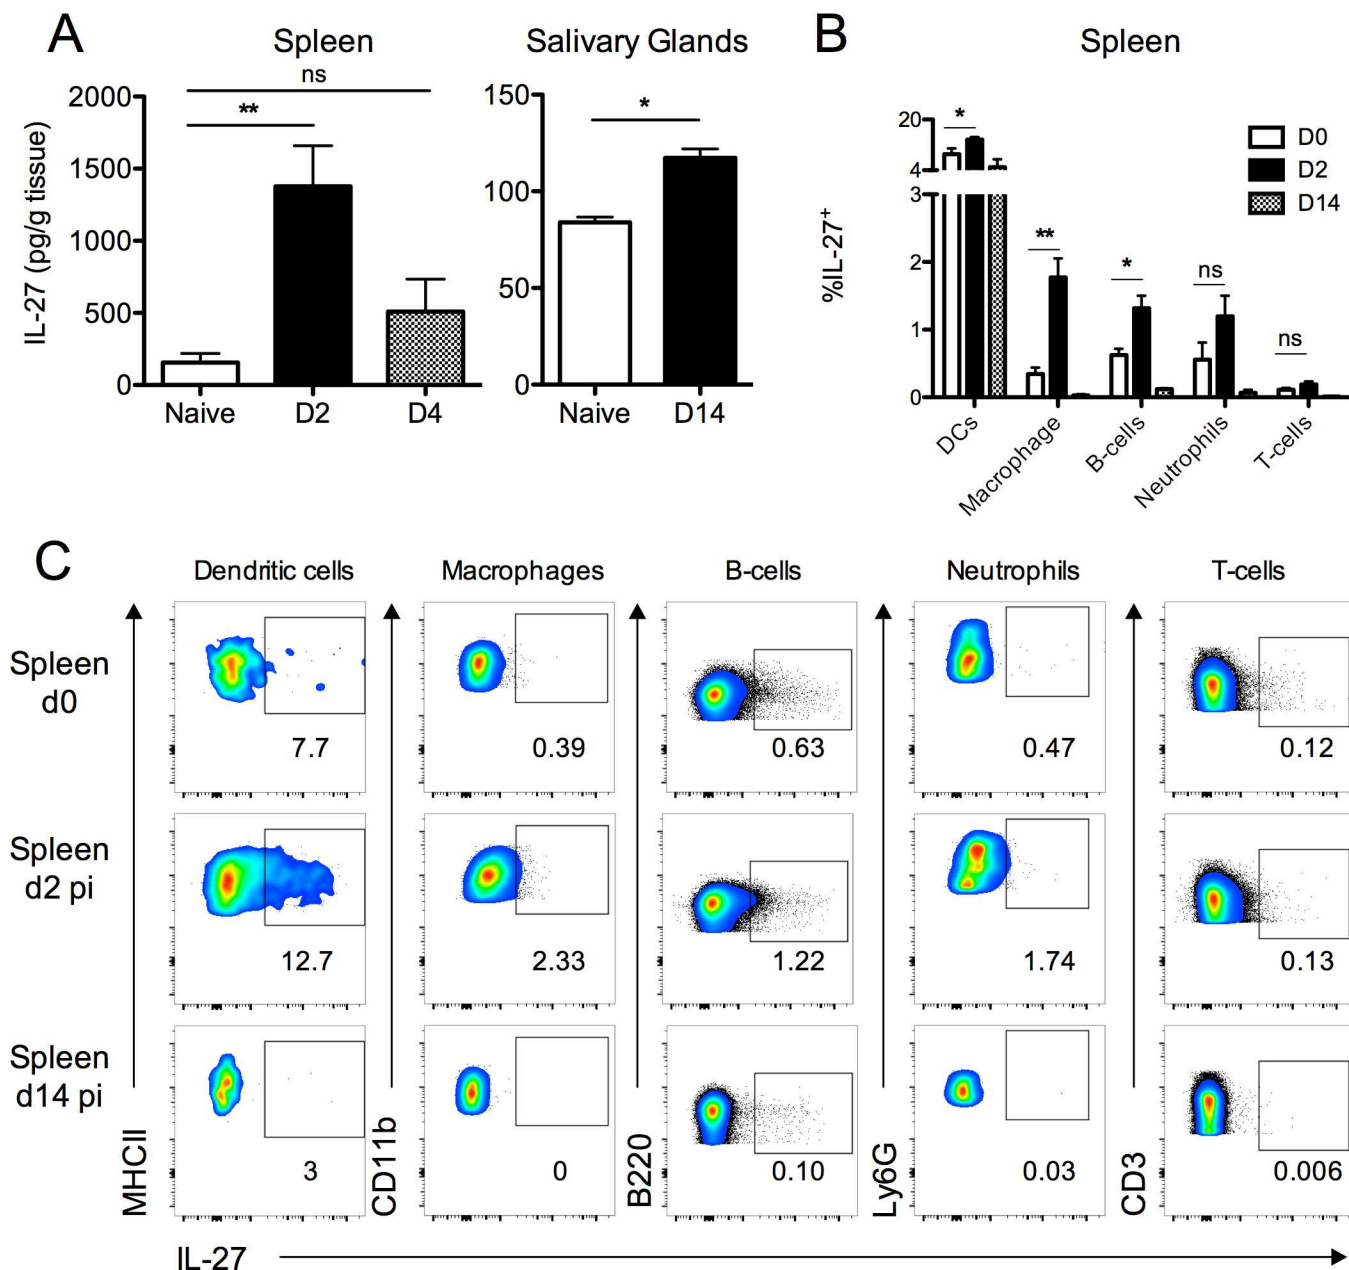 A
Spleen
Salivary Glands
ns
**
*
2000
1500
1000
500
0
IL-27 (pg/g tissue)
Naive D2 D4
150
100
50
0
Naive D14
B
Spleen
20
4
3
2
1
0
%IL-27+
* ** * ns ns
D0
D2
D14
DCs
Macrophage
B-cells
Neutrophils
T-cells
C
Dendritic cells Macrophages B-cells Neutrophils T-cells
Spleen
d0
7.7 0.39 0.63 0.47 0.12
Spleen
d2 pi
12.7 2.33 1.22 1.74 0.13
Spleen
d14 pi
3 0 0.10 0.03 0.006
MHCII
CD11b
B220
Ly6G
CD3
IL-27